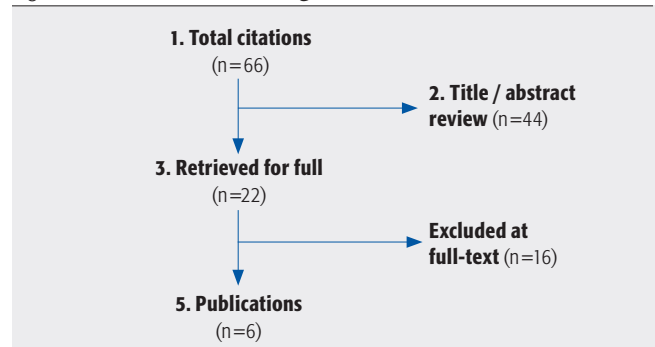 1. Total citations
(n=66)
2. Title / abstract
review (n=44)
3. Retrieved for full
(n=22)
Excluded at
full-text (n=16)
5. Publications
(n=6)